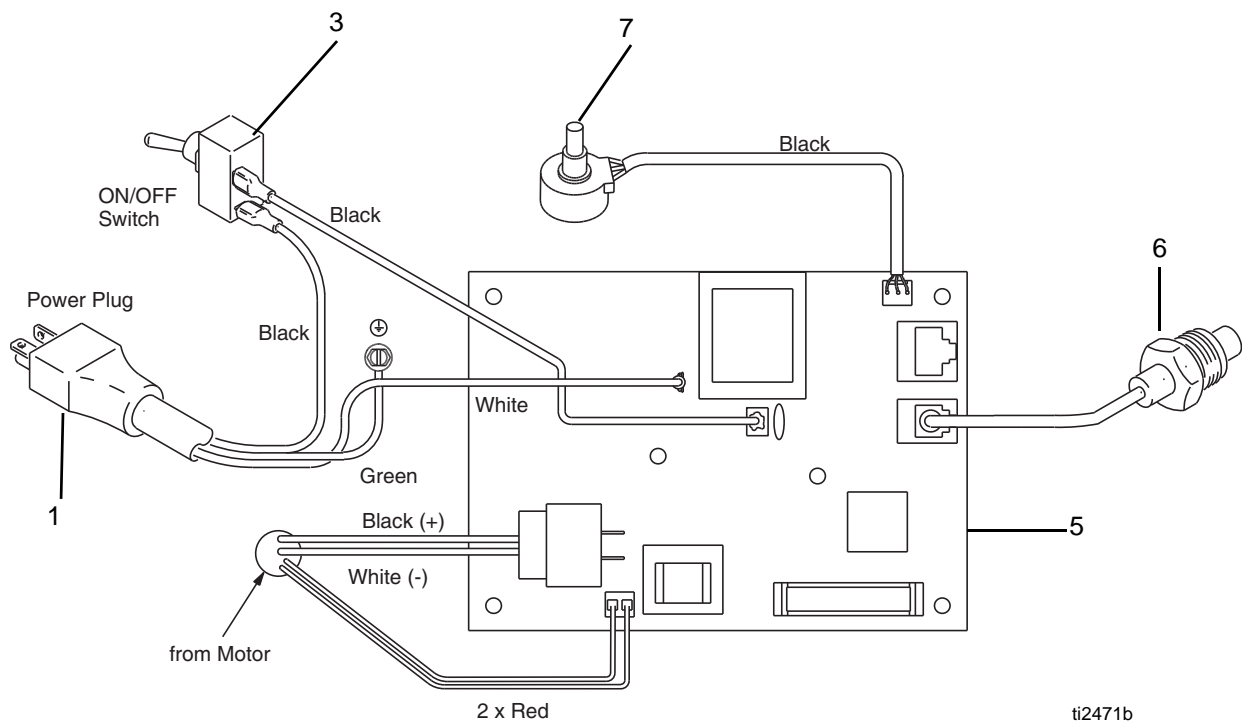 3
7
Black
ON/OFF
Switch
Black
6
Power Plug
Black
White
Green
1
Black (+)
5
White (-)
from Motor
2 x Red
ti2471b